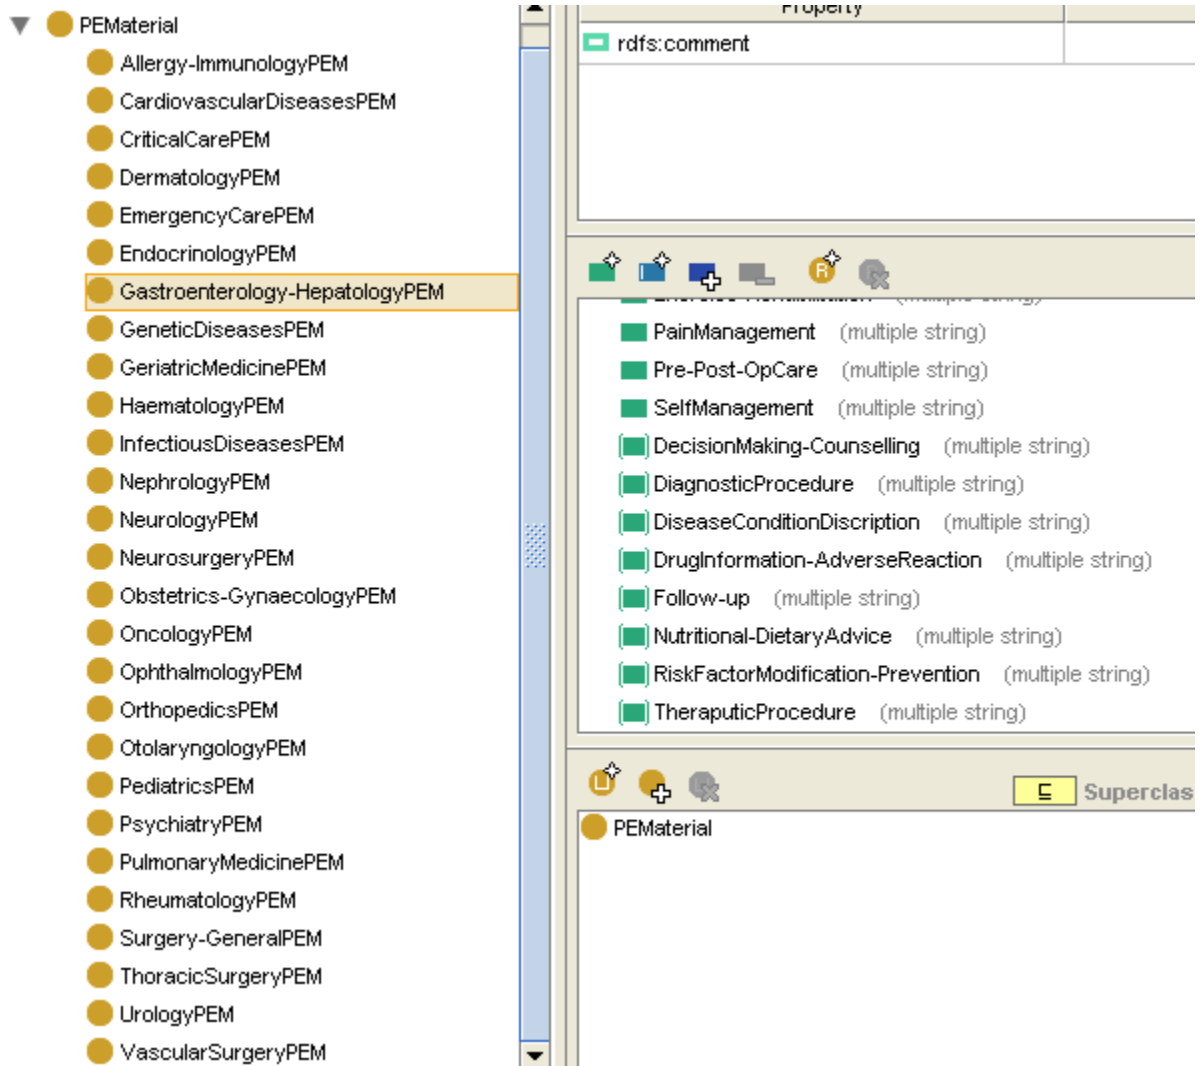 PEMaterial
Allergy-ImmunologyPEM
CardiovascularDiseasesPEM
CriticalCarePEM
DermatologyPEM
EmergencyCarePEM
EndocrinologyPEM
Gastroenterology-HepatologyPEM
GeneticDiseasesPEM
GeriatricMedicinePEM
HaematologyPEM
InfectiousDiseasesPEM
NephrologyPEM
NeurologyPEM
NeurosurgeryPEM
Obstetrics-GynaecologyPEM
OncologyPEM
OphthalmologyPEM
OrthopedicsPEM
OtolaryngologyPEM
PediatricsPEM
PsychiatryPEM
PulmonaryMedicinePEM
RheumatologyPEM
Surgery-GeneralPEM
ThoracicSurgeryPEM
UrologyPEM
VascularSurgeryPEM
Property
rdfs:comment
R
PainManagement (multiple string)
Pre-Post-OpCare (multiple string)
SelfManagement (multiple string)
DecisionMaking-Counselling (multiple string)
DiagnosticProcedure (multiple string)
DiseaseConditionDiscription (multiple string)
DrugInformation-AdverseReaction (multiple string)
Follow-up (multiple string)
Nutritional-DietaryAdvice (multiple string)
RiskFactorModification-Prevention (multiple string)
TheraputicProcedure (multiple string)
⊑ Superclas
PEMaterial